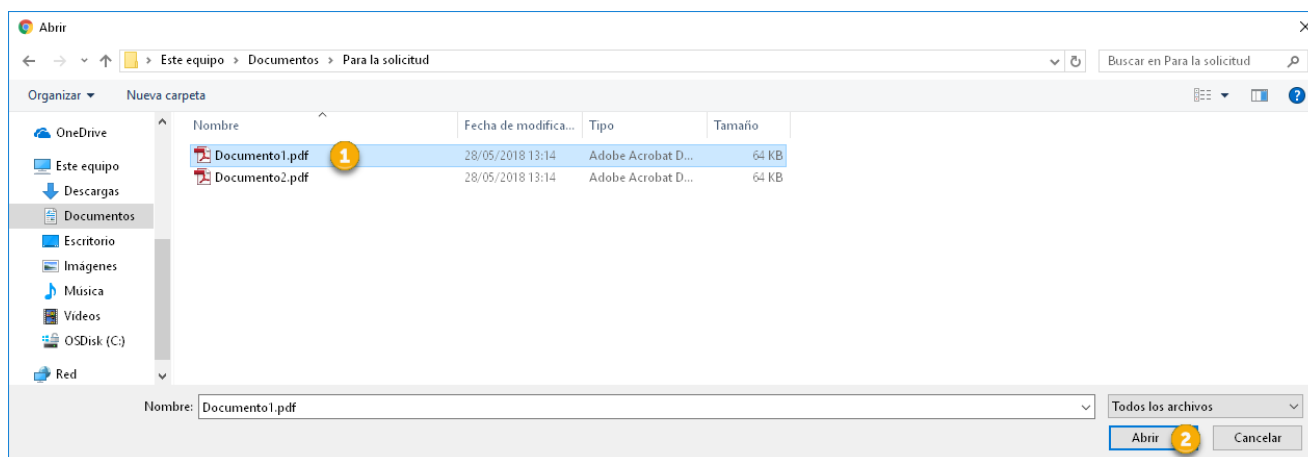 Abrir
Este equipo > Documentos > Para la solicitud
Buscar en Para la solicitud
Organizar
Nueva carpeta
?
OneDrive
Este equipo
Descargas
Documentos
Escritorio
Imágenes
Música
Vídeos
OSDisk (C:)
Red
Nombre Fecha de modifica... Tipo Tamaño
Documento1.pdf 1 28/05/2018 13:14 Adobe Acrobat D... 64 KB
Documento2.pdf 28/05/2018 13:14 Adobe Acrobat D... 64 KB
Nombre: Documento1.pdf
Todos los archivos
Abrir 2 Cancelar